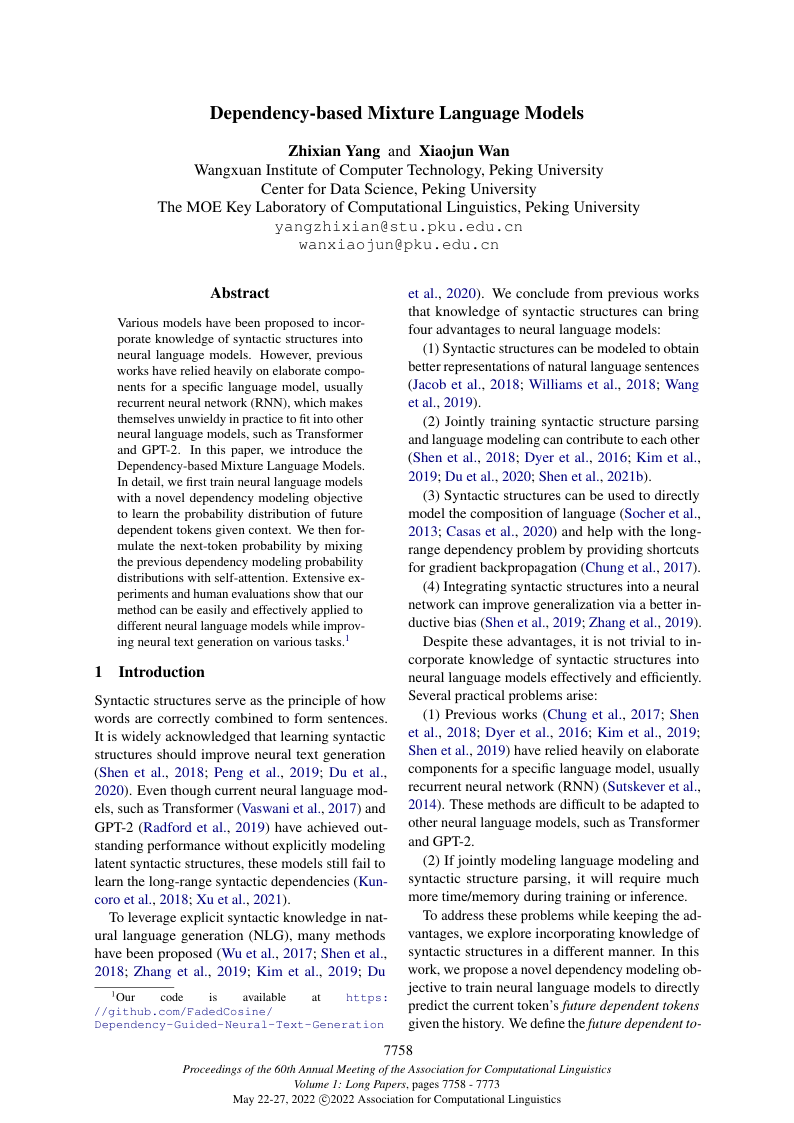 Dependency-based Mixture Language Models
Zhixian Yang and Xiaojun Wan
Wangxuan Institute of Computer Technology, Peking University
Center for Data Science, Peking University
The MOE Key Laboratory of Computational Linguistics, Peking University
yangzhixian@stu.pku.edu.cn
wanxiaojun@pku.edu.cn
Abstract
Various models have been proposed to incor-
porate knowledge of syntactic structures into
neural language models. However, previous
works have relied heavily on elaborate compo-
nents for a specific language model, usually
recurrent neural network (RNN), which makes
themselves unwieldy in practice to fit into other
neural language models, such as Transformer
and GPT-2. In this paper, we introduce the
Dependency-based Mixture Language Models.
In detail, we first train neural language models
with a novel dependency modeling objective
to learn the probability distribution of future
dependent tokens given context. We then for-
mulate the next-token probability by mixing
the previous dependency modeling probability
distributions with self-attention. Extensive ex-
periments and human evaluations show that our
method can be easily and effectively applied to
different neural language models while improv-
ing neural text generation on various tasks.1
1 Introduction
Syntactic structures serve as the principle of how
words are correctly combined to form sentences.
It is widely acknowledged that learning syntactic
structures should improve neural text generation
(Shen et al., 2018; Peng et al., 2019; Du et al.,
2020). Even though current neural language mod-
els, such as Transformer (Vaswani et al., 2017) and
GPT-2 (Radford et al., 2019) have achieved out-
standing performance without explicitly modeling
latent syntactic structures, these models still fail to
learn the long-range syntactic dependencies (Kun-
coro et al., 2018; Xu et al., 2021).
To leverage explicit syntactic knowledge in nat-
ural language generation (NLG), many methods
have been proposed (Wu et al., 2017; Shen et al.,
2018; Zhang et al., 2019; Kim et al., 2019; Du
1Our code is available at https:
//github.com/FadedCosine/
Dependency-Guided-Neural-Text-Generation
et al., 2020). We conclude from previous works
that knowledge of syntactic structures can bring
four advantages to neural language models:
(1) Syntactic structures can be modeled to obtain
better representations of natural language sentences
(Jacob et al., 2018; Williams et al., 2018; Wang
et al., 2019).
(2) Jointly training syntactic structure parsing
and language modeling can contribute to each other
(Shen et al., 2018; Dyer et al., 2016; Kim et al.,
2019; Du et al., 2020; Shen et al., 2021b).
(3) Syntactic structures can be used to directly
model the composition of language (Socher et al.,
2013; Casas et al., 2020) and help with the long-
range dependency problem by providing shortcuts
for gradient backpropagation (Chung et al., 2017).
(4) Integrating syntactic structures into a neural
network can improve generalization via a better in-
ductive bias (Shen et al., 2019; Zhang et al., 2019).
Despite these advantages, it is not trivial to in-
corporate knowledge of syntactic structures into
neural language models effectively and efficiently.
Several practical problems arise:
(1) Previous works (Chung et al., 2017; Shen
et al., 2018; Dyer et al., 2016; Kim et al., 2019;
Shen et al., 2019) have relied heavily on elaborate
components for a specific language model, usually
recurrent neural network (RNN) (Sutskever et al.,
2014). These methods are difficult to be adapted to
other neural language models, such as Transformer
and GPT-2.
(2) If jointly modeling language modeling and
syntactic structure parsing, it will require much
more time/memory during training or inference.
To address these problems while keeping the ad-
vantages, we explore incorporating knowledge of
syntactic structures in a different manner. In this
work, we propose a novel dependency modeling ob-
jective to train neural language models to directly
predict the current token's future dependent tokens
given the history. We define the future dependent to-
7758
Proceedings of the 60th Annual Meeting of the Association for Computational Linguistics
Volume 1: Long Papers, pages 7758 - 7773
May 22-27, 2022 ©2022 Association for Computational Linguistics